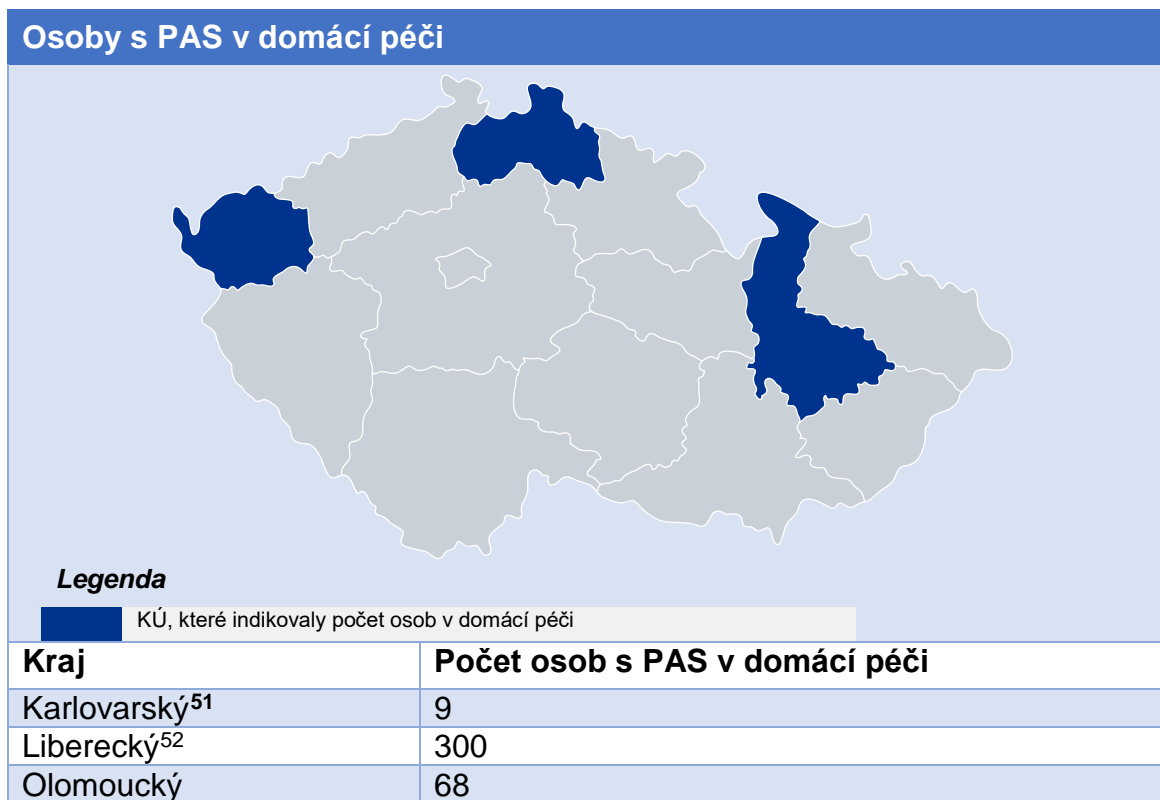 Osoby s PAS v domácí péči
Legenda
KÚ, které indikovaly počet osob v domácí péči
Kraj Počet osob s PAS v domácí péči
Karlovarský51 9
Liberecký52 300
Olomoucký 68